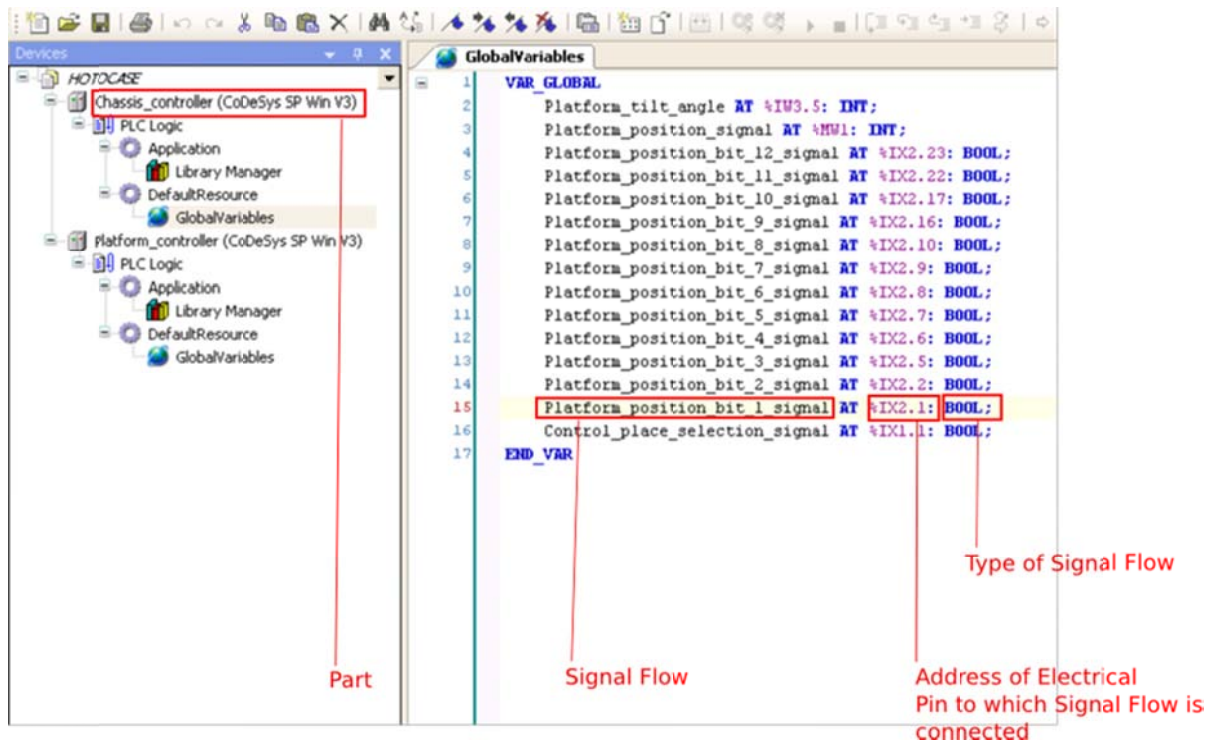 Devices
HOTOCASE
Chassis_controller (CoDeSys SP Win V3)
PLC Logic
Application
Library Manager
DefaultResource
GlobalVariables
Platform_controller (CoDeSys SP Win V3)
PLC Logic
Application
Library Manager
DefaultResource
GlobalVariables
GlobalVariables
1 VAR_GLOBAL
2 Platform_tilt_angle AT %IW3.5: INT;
3 Platform_position_signal AT %MW1: INT;
4 Platform_position_bit_12_signal AT %IX2.23: BOOL;
5 Platform_position_bit_11_signal AT %IX2.22: BOOL;
6 Platform_position_bit_10_signal AT %IX2.17: BOOL;
7 Platform_position_bit_9_signal AT %IX2.16: BOOL;
8 Platform_position_bit_8_signal AT %IX2.10: BOOL;
9 Platform_position_bit_7_signal AT %IX2.9: BOOL;
10 Platform_position_bit_6_signal AT %IX2.8: BOOL;
11 Platform_position_bit_5_signal AT %IX2.7: BOOL;
12 Platform_position_bit_4_signal AT %IX2.6: BOOL;
13 Platform_position_bit_3_signal AT %IX2.5: BOOL;
14 Platform_position_bit_2_signal AT %IX2.2: BOOL;
15 Platform_position_bit_1_signal AT %IX2.1: BOOL;
16 Control_place_selection_signal AT %IX1.1: BOOL;
17 END_VAR
Type of Signal Flow
Part
Signal Flow
Address of Electrical
Pin to which Signal Flow is
connected